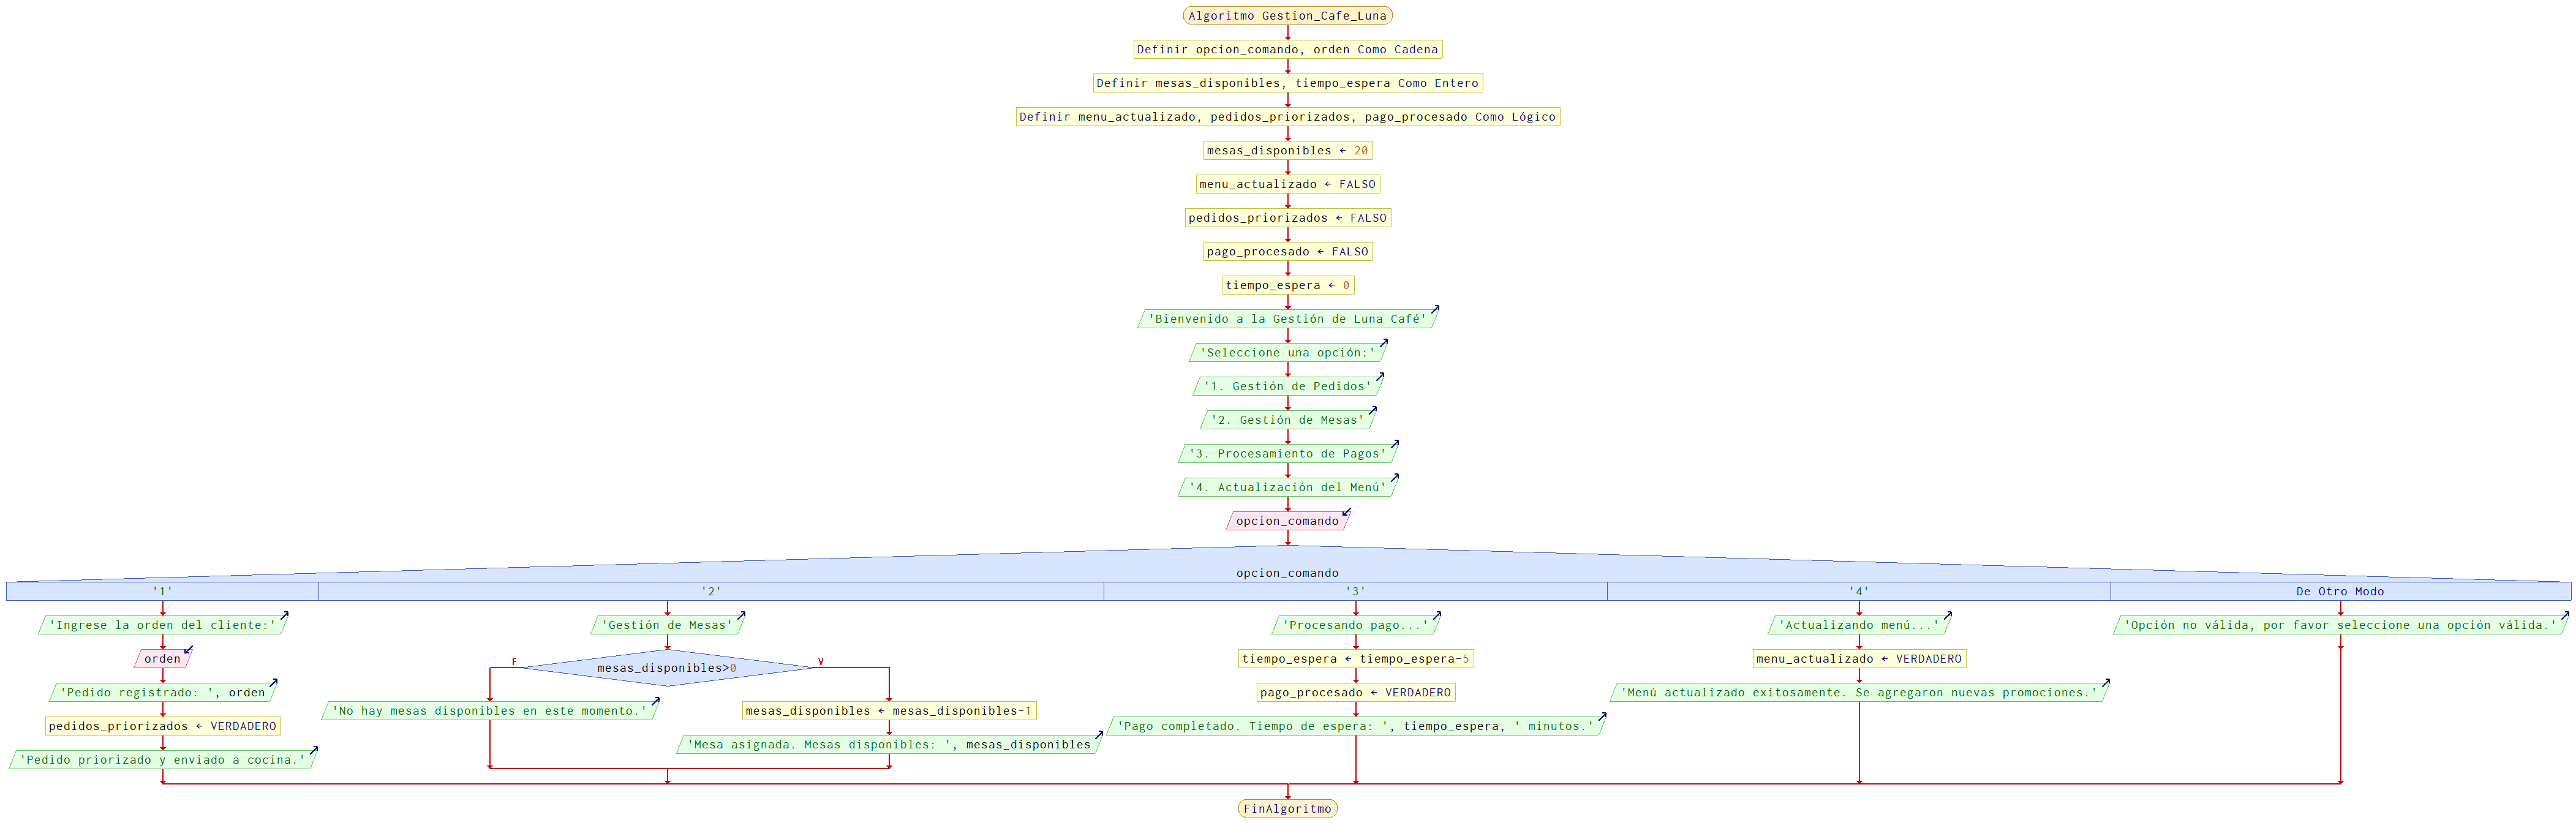 Algoritmo Gestion_Cafe_Luna
Definir opcion_comando, orden Como Cadena
Definir mesas_disponibles, tiempo_espera Como Entero
Definir menu_actualizado, pedidos_priorizados, pago_procesado Como Lógico
mesas_disponibles ← 20
menu_actualizado ← FALSO
pedidos_priorizados ← FALSO
pago_procesado ← FALSO
tiempo_espera ← 0
'Bienvenido a la Gestión de Luna Café'
'Seleccione una opción:'
'1. Gestión de Pedidos'
'2. Gestión de Mesas'
'3. Procesamiento de Pagos'
'4. Actualización del Menú'
opcion_comando
opcion_comando
'1'
'Ingrese la orden del cliente:'
orden
'Pedido registrado: ', orden
pedidos_priorizados ← VERDADERO
'Pedido priorizado y enviado a cocina.'
'2'
'Gestión de Mesas'
mesas_disponibles>0
F
'No hay mesas disponibles en este momento.'
V
mesas_disponibles ← mesas_disponibles-1
'Mesa asignada. Mesas disponibles: ', mesas_disponibles
'3'
'Procesando pago...'
tiempo_espera ← tiempo_espera-5
pago_procesado ← VERDADERO
'Pago completado. Tiempo de espera: ', tiempo_espera, ' minutos.'
'4'
'Actualizando menú...'
menu_actualizado ← VERDADERO
'Menú actualizado exitosamente. Se agregaron nuevas promociones.'
De Otro Modo
'Opción no válida, por favor seleccione una opción válida.'
FinAlgoritmo